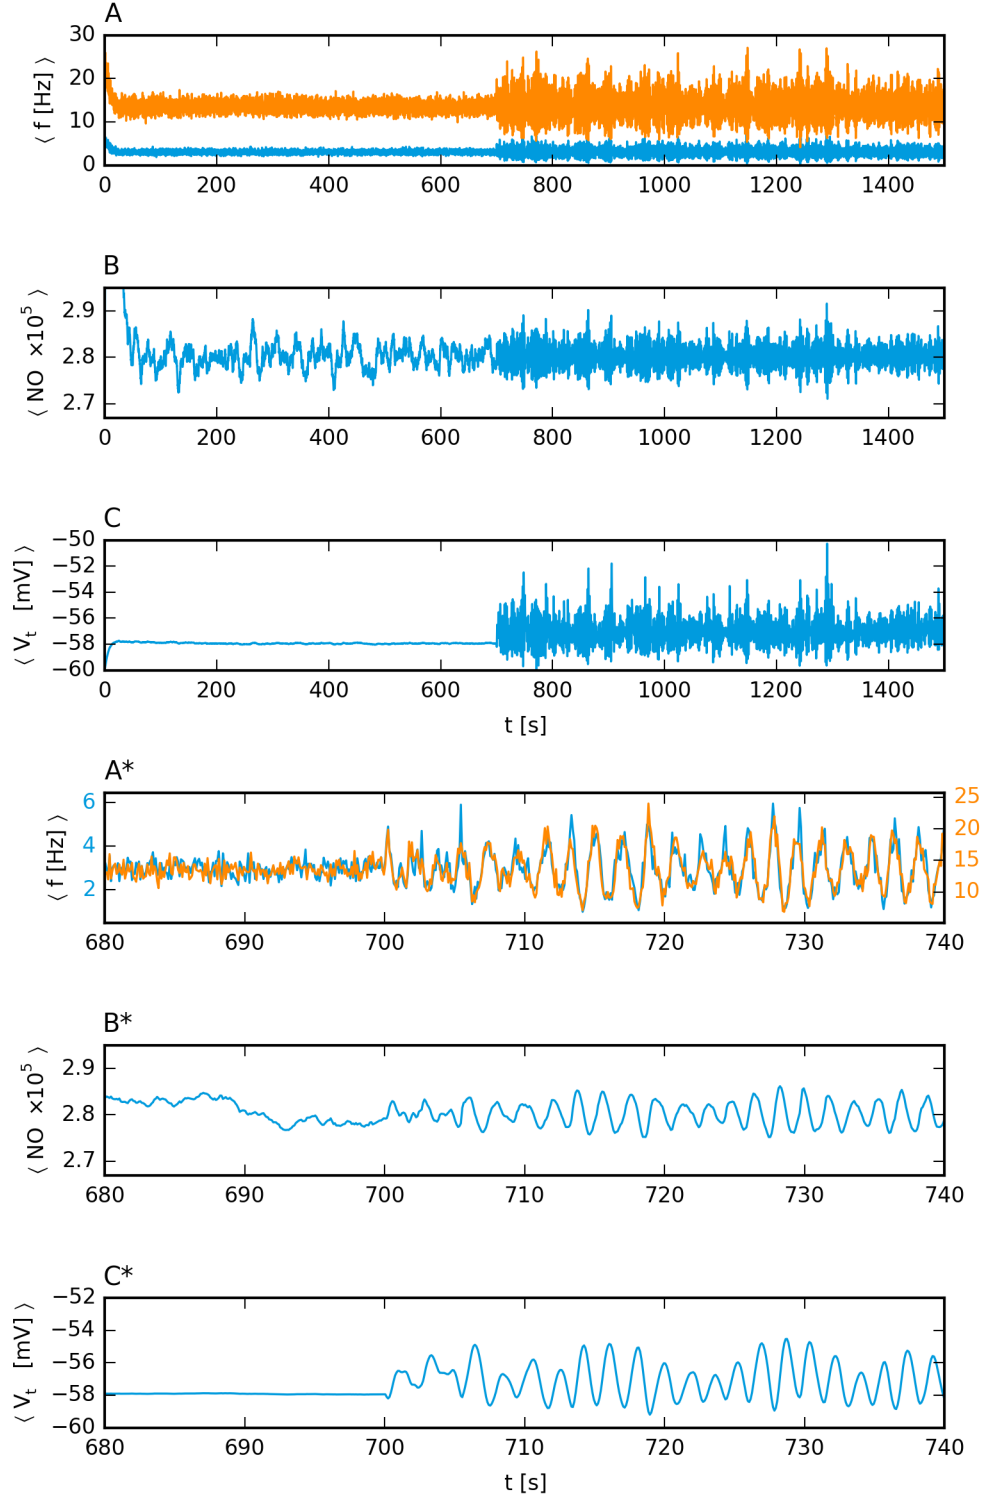 A
⟨ f [Hz] ⟩
30
20
10
0
0 200 400 600 800 1000 1200 1400
B
⟨ NO ×10⁵ ⟩
2.9
2.8
2.7
0 200 400 600 800 1000 1200 1400
C
⟨ Vₜ [mV] ⟩
−50
−52
−54
−56
−58
−60
0 200 400 600 800 1000 1200 1400
t [s]
A*
⟨ f [Hz] ⟩
6
4
2
25
20
15
10
680 690 700 710 720 730 740
B*
⟨ NO ×10⁵ ⟩
2.9
2.8
2.7
680 690 700 710 720 730 740
C*
⟨ Vₜ [mV] ⟩
−52
−54
−56
−58
−60
680 690 700 710 720 730 740
t [s]